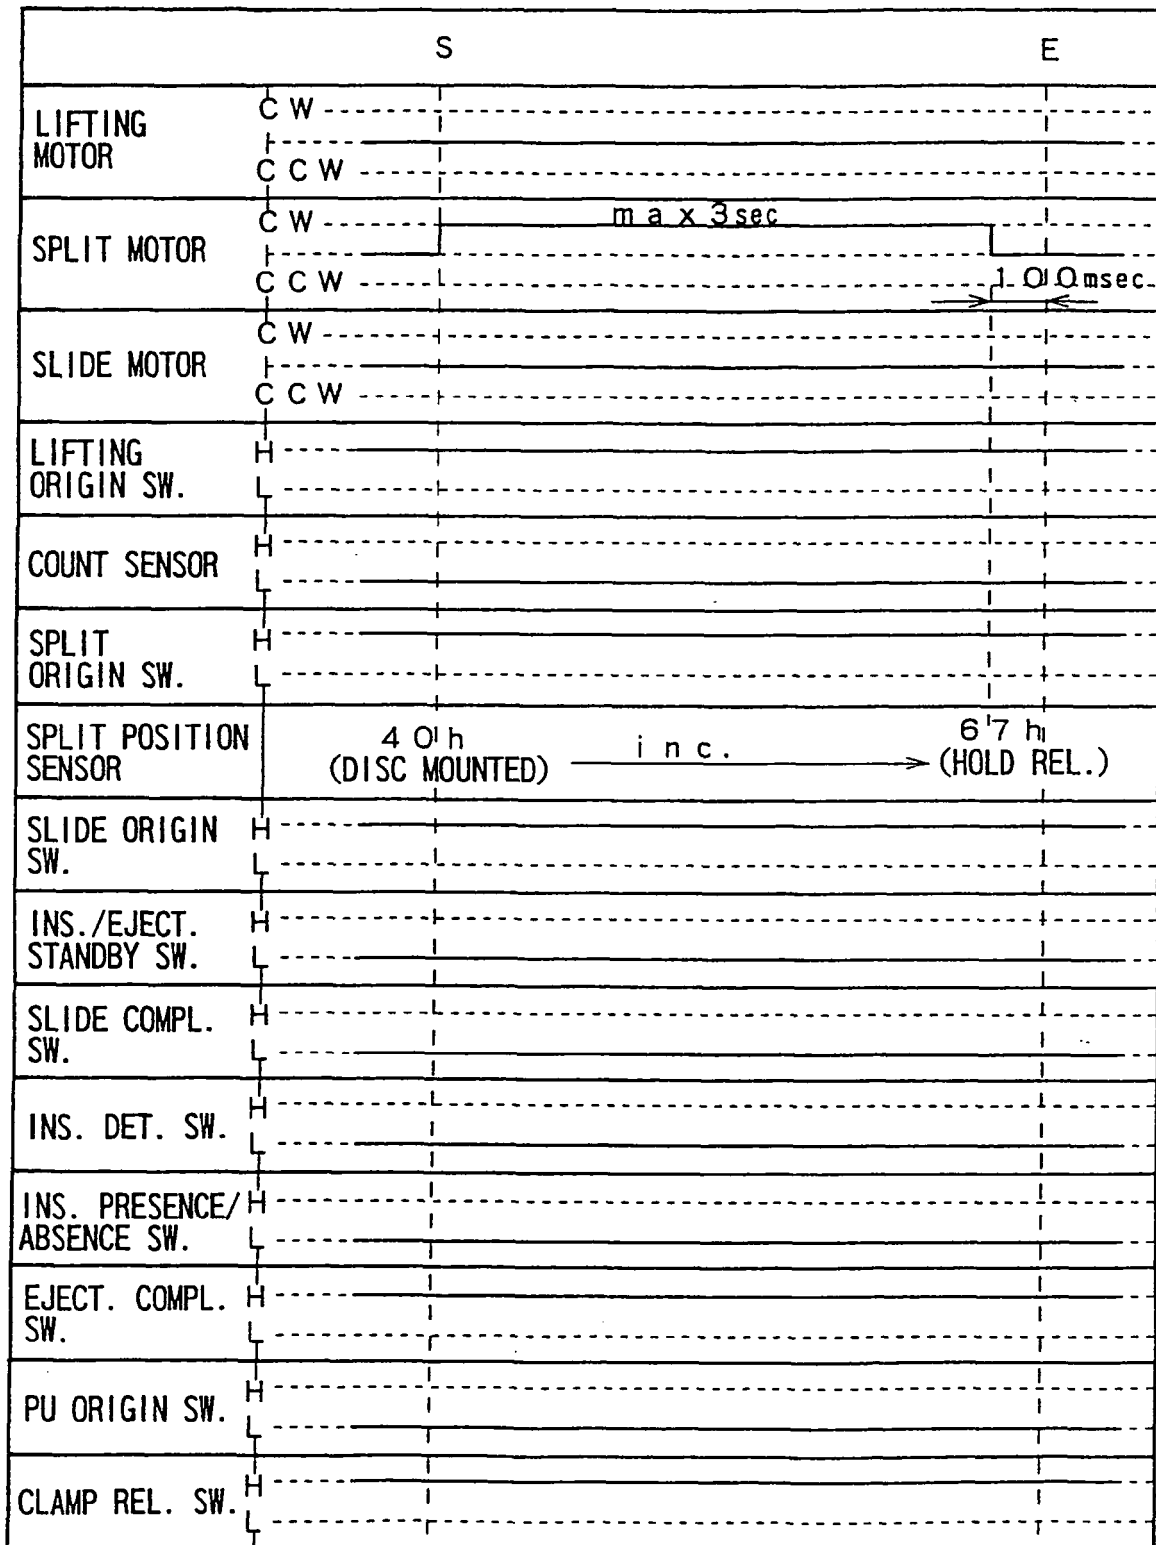 S E
LIFTING
MOTOR
CW
CCW
SPLIT MOTOR
CW
CCW
max 3sec
100msec
SLIDE MOTOR
CW
CCW
LIFTING
ORIGIN SW.
H
L
COUNT SENSOR
H
L
SPLIT
ORIGIN SW.
H
L
SPLIT POSITION
SENSOR
40h
(DISC MOUNTED)
inc.
67h
(HOLD REL.)
SLIDE ORIGIN
SW.
H
L
INS./EJECT.
STANDBY SW.
H
L
SLIDE COMPL.
SW.
H
L
INS. DET. SW.
H
L
INS. PRESENCE/
ABSENCE SW.
H
L
EJECT. COMPL.
SW.
H
L
PU ORIGIN SW.
H
L
CLAMP REL. SW.
H
L